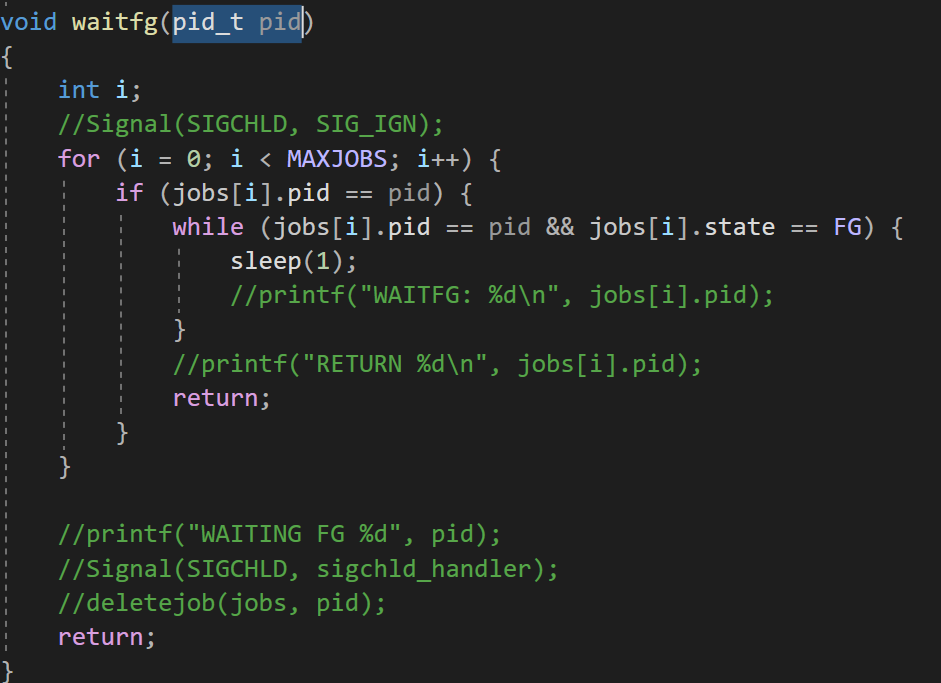 void waitfg(pid_t pid)
{
    int i;
    //Signal(SIGCHLD, SIG_IGN);
    for (i = 0; i < MAXJOBS; i++) {
        if (jobs[i].pid == pid) {
            while (jobs[i].pid == pid && jobs[i].state == FG) {
                sleep(1);
                //printf("WAITFG: %d\n", jobs[i].pid);
            }
            //printf("RETURN %d\n", jobs[i].pid);
            return;
        }
    }

    //printf("WAITING FG %d", pid);
    //Signal(SIGCHLD, sigchld_handler);
    //deletejob(jobs, pid);
    return;
}